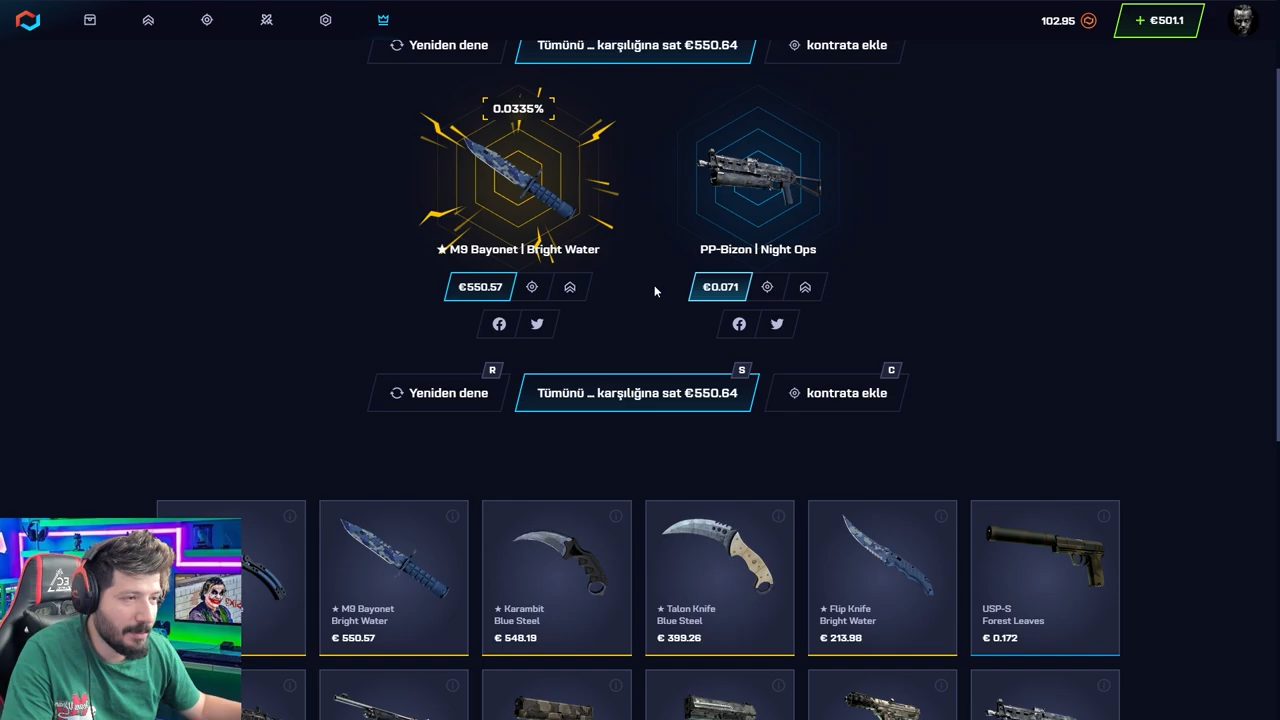 102.95
+ €501.1
Yeniden dene
Tümünü ... karşılığına sat €550.64
kontrata ekle
0.0335%
★ M9 Bayonet | Bright Water
PP-Bizon | Night Ops
€550.57
€0.071
R
S
C
Yeniden dene
Tümünü ... karşılığına sat €550.64
kontrata ekle
★ M9 Bayonet
Bright Water
€ 550.57
★ Karambit
Blue Steel
€ 548.19
★ Talon Knife
Blue Steel
€ 399.26
★ Flip Knife
Bright Water
€ 213.98
USP-S
Forest Leaves
€ 0.172